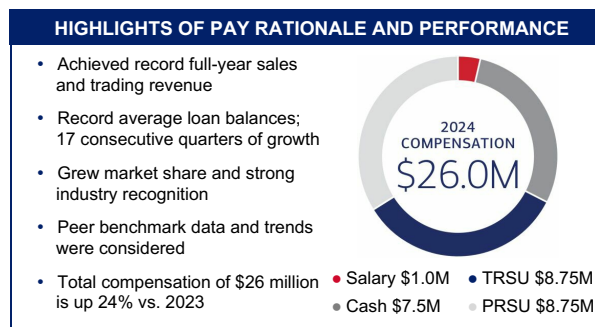 HIGHLIGHTS OF PAY RATIONALE AND PERFORMANCE
• Achieved record full-year sales
and trading revenue
• Record average loan balances;
17 consecutive quarters of growth
• Grew market share and strong
industry recognition
• Peer benchmark data and trends
were considered
• Total compensation of $26 million
is up 24% vs. 2023
2024
COMPENSATION
$26.0M
• Salary $1.0M • TRSU $8.75M
• Cash $7.5M • PRSU $8.75M